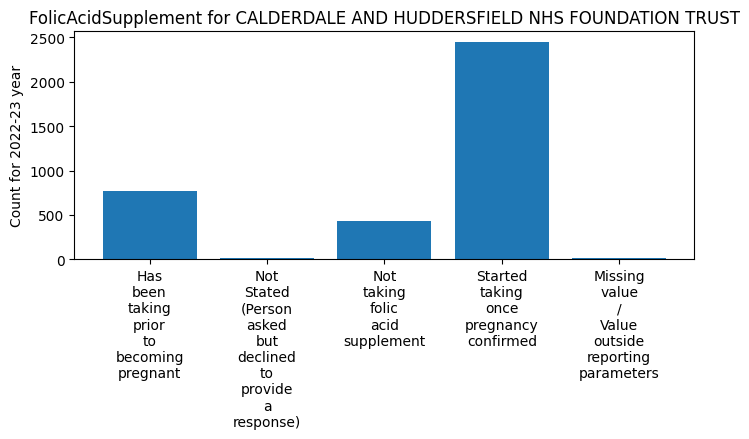 FolicAcidSupplement for CALDERDALE AND HUDDERSFIELD NHS FOUNDATION TRUST
Count for 2022-23 year
2500
2000
1500
1000
500
0
Has
been
taking
prior
to
becoming
pregnant
Not
Stated
(Person
asked
but
declined
to
provide
a
response)
Not
taking
folic
acid
supplement
Started
taking
once
pregnancy
confirmed
Missing
value
/
Value
outside
reporting
parameters